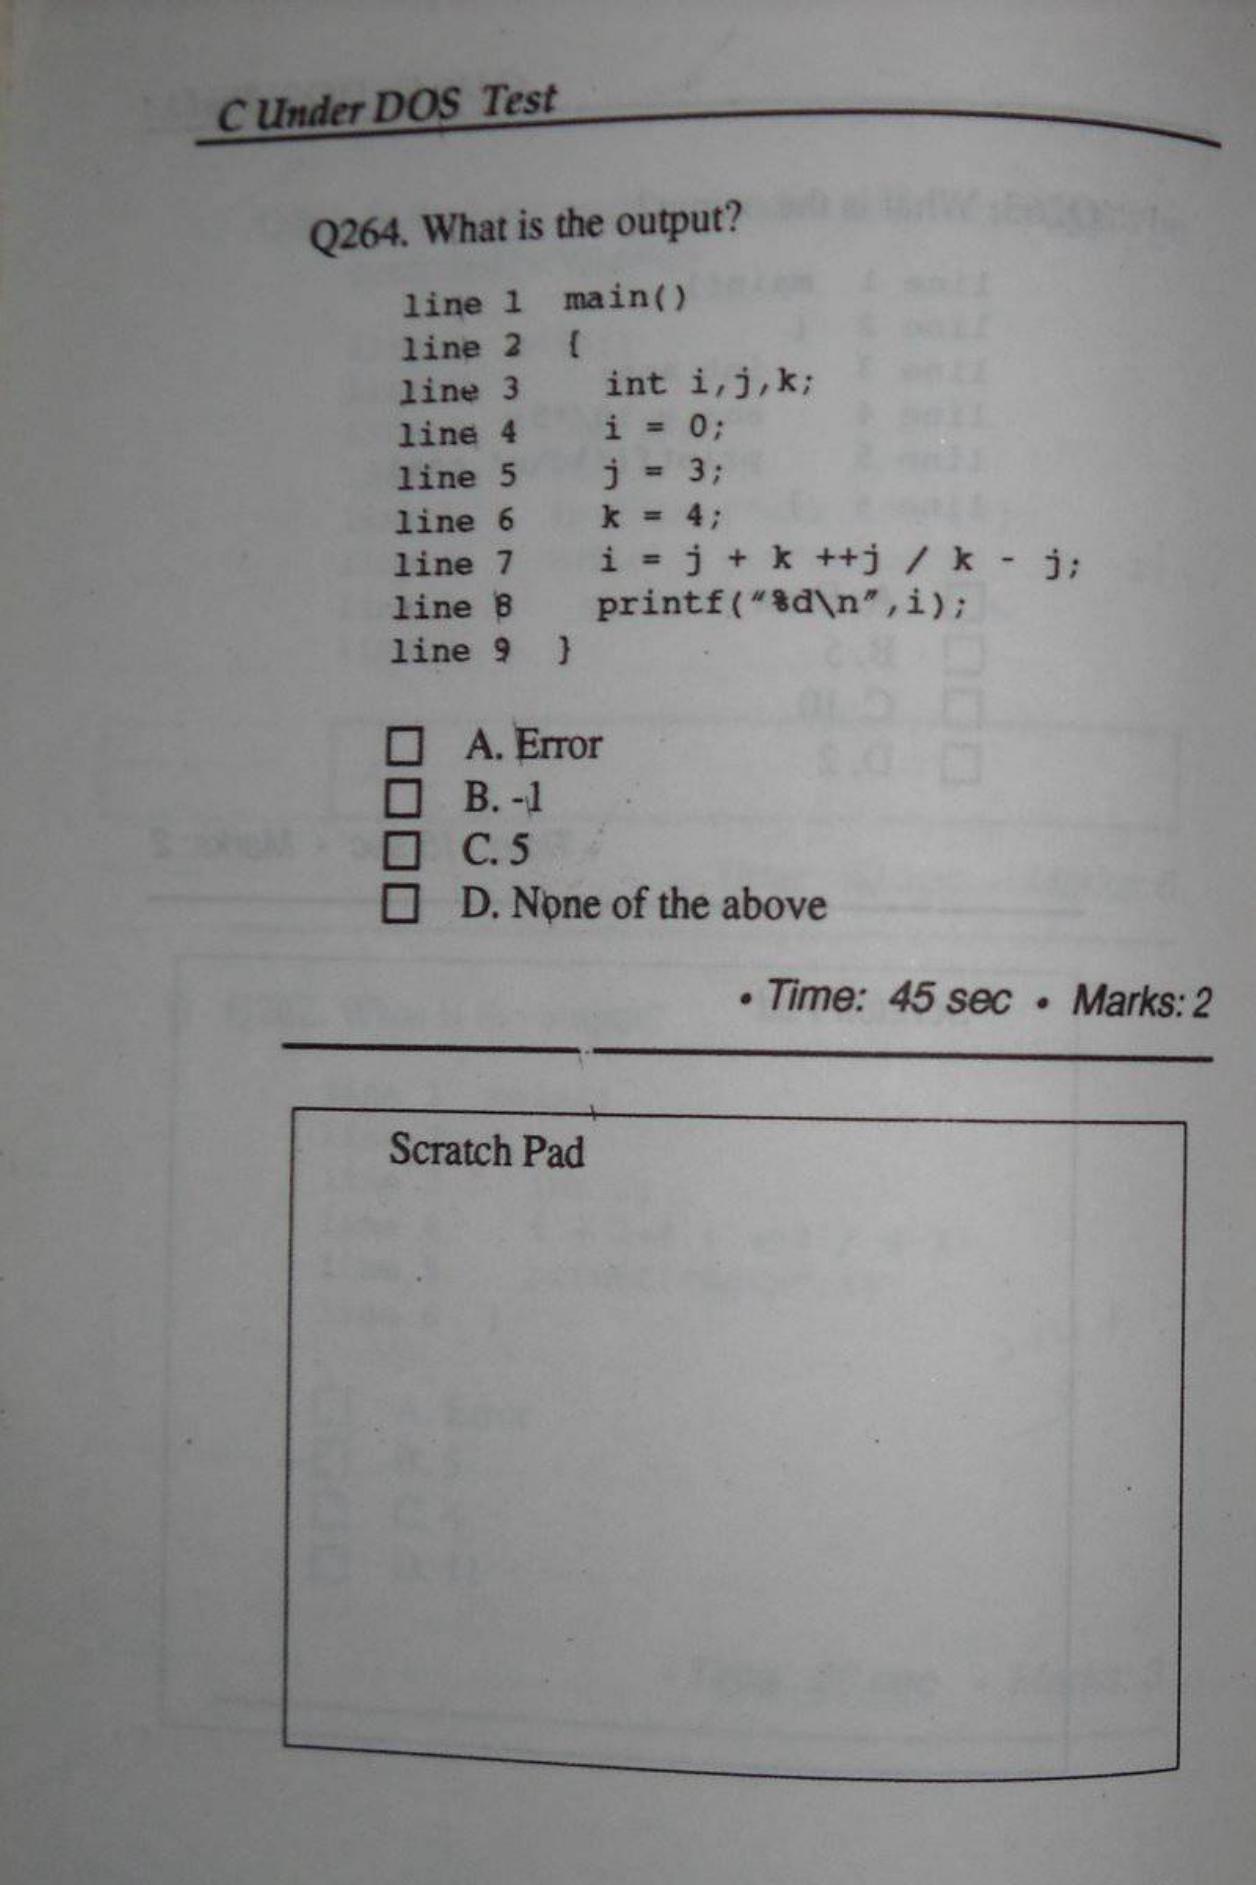 C Under DOS Test
Q264. What is the output?
line 1 main()
line 2 {
line 3 int i,j,k;
line 4 i = 0;
line 5 j = 3;
line 6 k = 4;
line 7 i = j + k ++j / k - j;
line 8 printf("%d\n",i);
line 9 }
A. Error
B. -1
C. 5
D. None of the above
• Time: 45 sec • Marks: 2
Scratch Pad